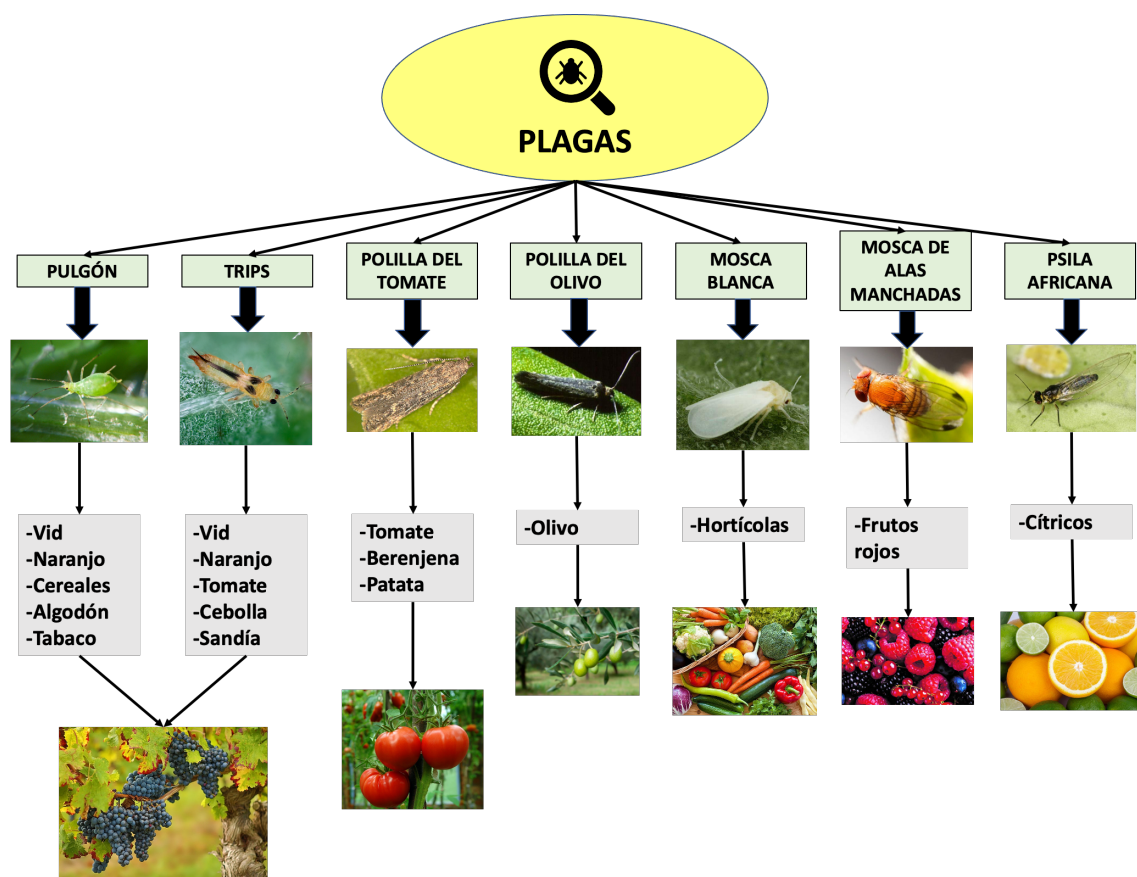 PLAGAS
PULGÓN
TRIPS
POLILLA DEL
TOMATE
POLILLA DEL
OLIVO
MOSCA
BLANCA
MOSCA DE
ALAS
MANCHADAS
PSILA
AFRICANA
-Vid
-Naranjo
-Cereales
-Algodón
-Tabaco
-Vid
-Naranjo
-Tomate
-Cebolla
-Sandía
-Tomate
-Berenjena
-Patata
-Olivo
-Hortícolas
-Frutos
rojos
-Cítricos